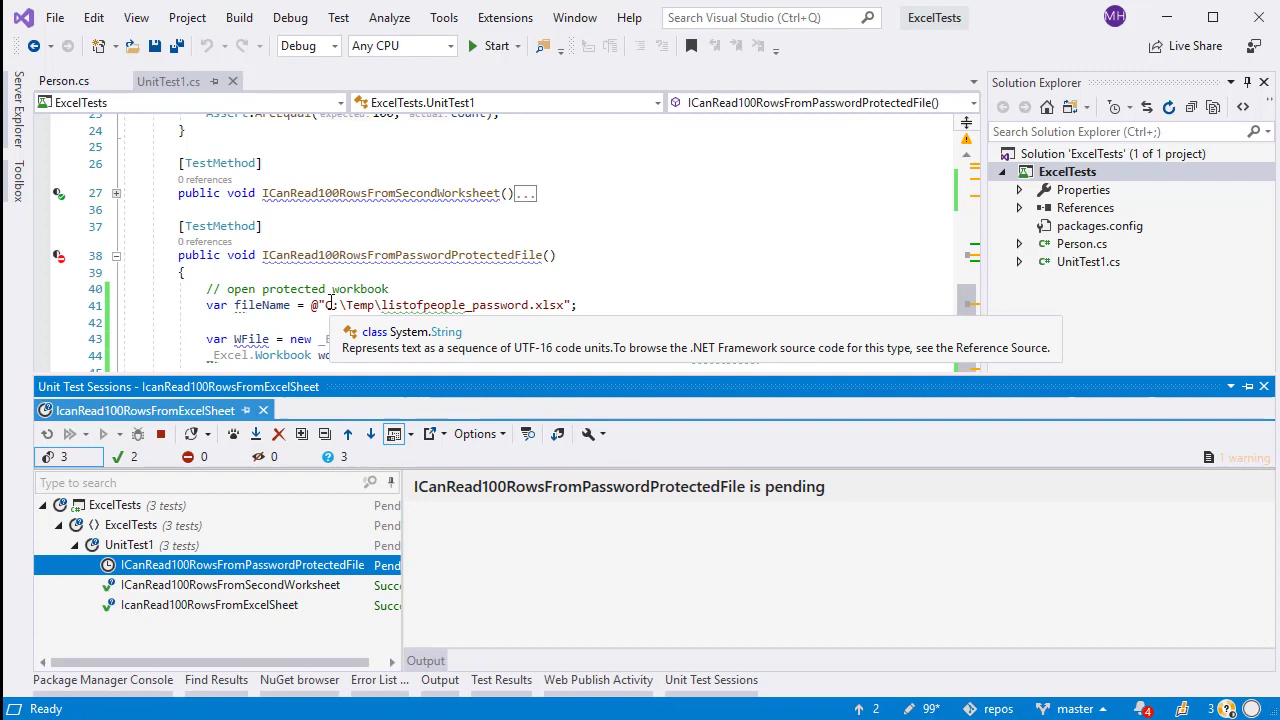 File Edit View Project Build Debug Test Analyze Tools Extensions Window Help Search Visual Studio (Ctrl+Q) ExcelTests MH
Debug Any CPU Start Live Share
Person.cs UnitTest1.cs
ExcelTests ExcelTests.UnitTest1 ICanRead100RowsFromPasswordProtectedFile()
24 }
25
26 [TestMethod]
0 references
27 public void ICanRead100RowsFromSecondWorksheet()...
36
37 [TestMethod]
0 references
38 public void ICanRead100RowsFromPasswordProtectedFile()
39 {
40 // open protected workbook
41 var fileName = @"C:\Temp\listofpeople_password.xlsx";
42
43 var WFile = new
44 _Excel.Workbook
class System.String
Represents text as a sequence of UTF-16 code units.To browse the .NET Framework source code for this type, see the Reference Source.
Server Explorer
Toolbox
Solution Explorer
Search Solution Explorer (Ctrl+;)
Solution 'ExcelTests' (1 of 1 project)
ExcelTests
Properties
References
packages.config
Person.cs
UnitTest1.cs
Unit Test Sessions - IcanRead100RowsFromExcelSheet
IcanRead100RowsFromExcelSheet
Options
3 2 0 0 3 1 warning
Type to search
ExcelTests (3 tests) Pend
ExcelTests (3 tests) Pend
UnitTest1 (3 tests) Pend
ICanRead100RowsFromPasswordProtectedFile Pend
ICanRead100RowsFromSecondWorksheet Succ
IcanRead100RowsFromExcelSheet Succ
ICanRead100RowsFromPasswordProtectedFile is pending
Output
Package Manager Console Test Runner NuGet browser Error List ... Output Test Results Web Publish Activity Unit Test Sessions
Ready 2 99* repos master 4 3